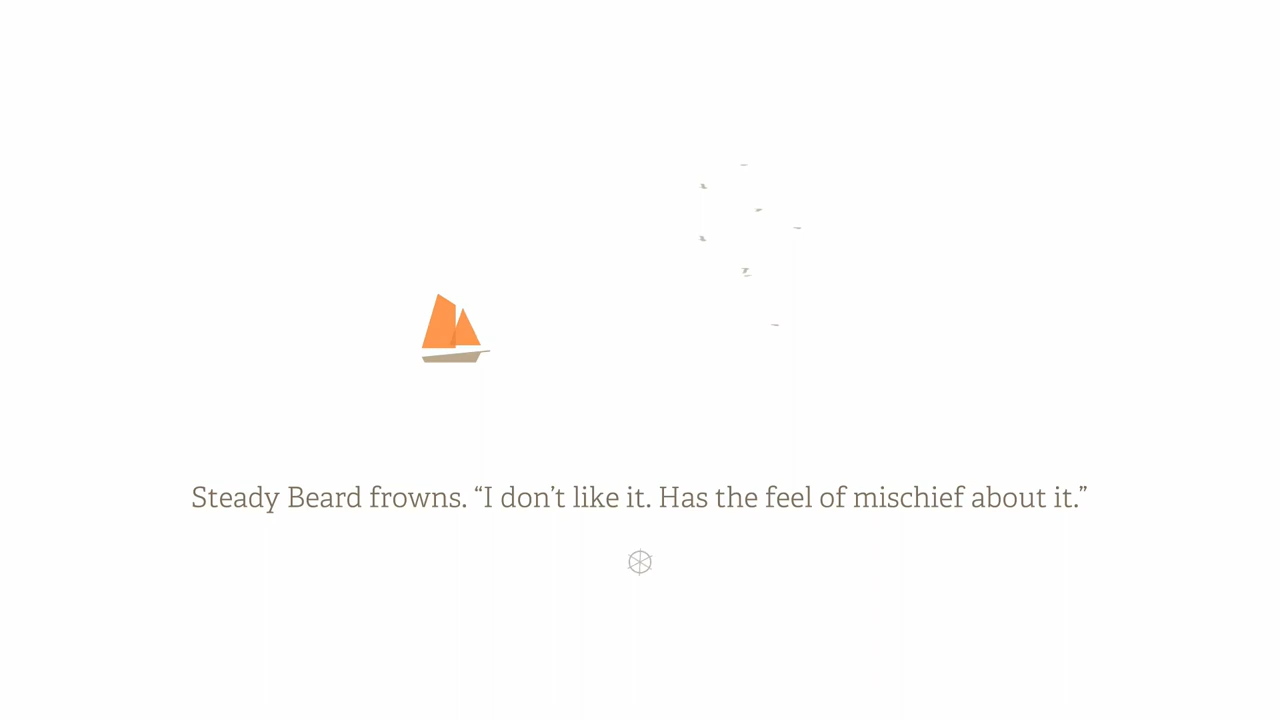 Steady Beard frowns. “I don’t like it. Has the feel of mischief about it.”